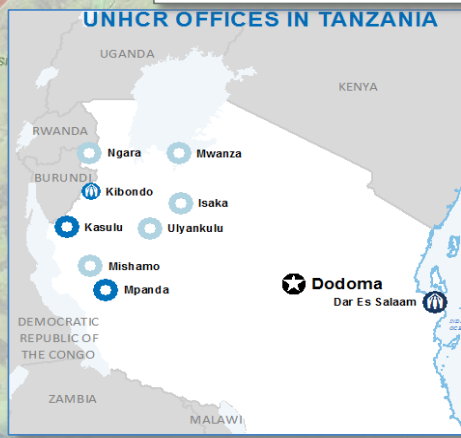 UNHCR OFFICES IN TANZANIA
UGANDA
KENYA
RWANDA
Ngara
Mwanza
BURUNDI
Kibondo
Isaka
Kasulu
Ulyankulu
Mishamo
Mpanda
Dodoma
Dar Es Salaam
DEMOCRATIC
REPUBLIC OF
THE CONGO
ZAMBIA
MALAWI